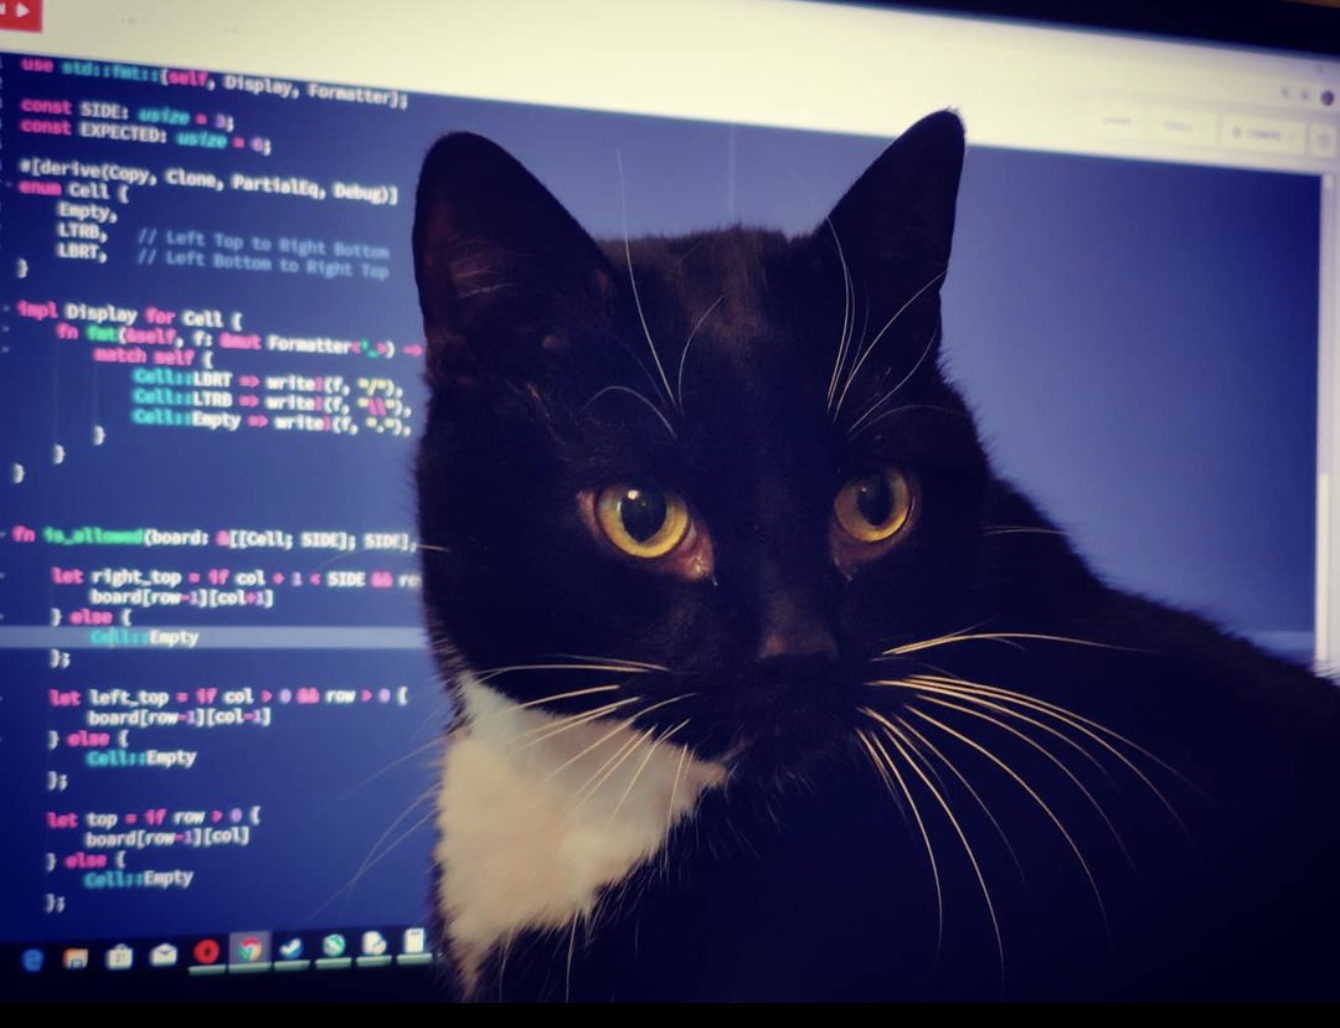 use std::fmt::{self, Display, Formatter};
const SIDE: usize = 3;
const EXPECTED: usize = 6;
#[derive(Copy, Clone, PartialEq, Debug)]
enum Cell {
Empty,
LTRB, // Left Top to Right Bottom
LBRT, // Left Bottom to Right Top
}
impl Display for Cell {
fn fmt(&self, f: &mut Formatter<'_>) ->
match self {
Cell::LBRT => write!(f, "/"),
Cell::LTRB => write!(f, "\\"),
Cell::Empty => write!(f, "."),
}
}
}
fn is_allowed(board: &[[Cell; SIDE]; SIDE],
let right_top = if col + 1 < SIDE && ro
board[row-1][col+1]
} else {
Cell::Empty
};
let left_top = if col > 0 && row > 0 {
board[row-1][col-1]
} else {
Cell::Empty
};
let top = if row > 0 {
board[row-1][col]
} else {
Cell::Empty
};